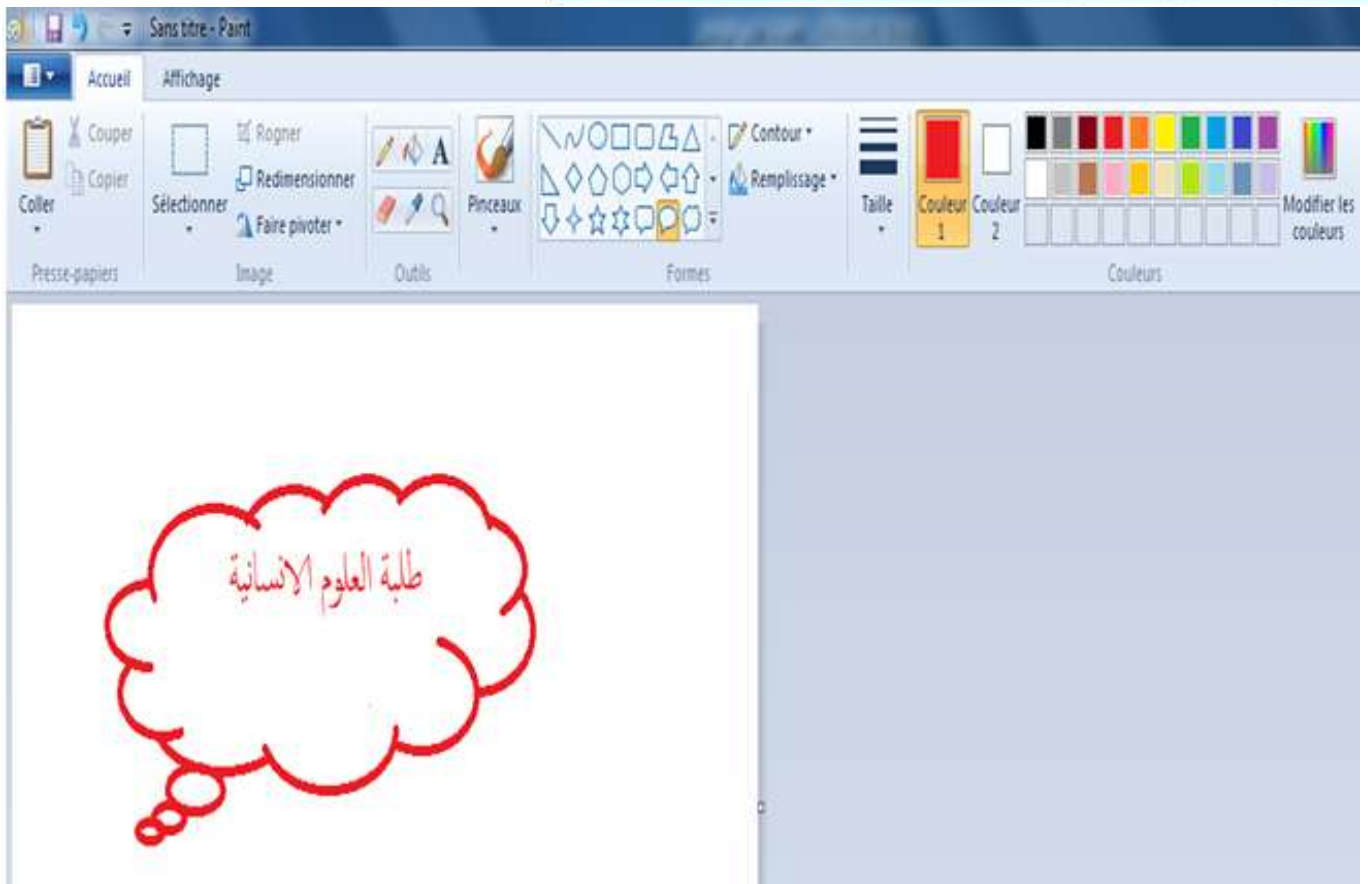 Sans titre - Paint
Accueil Affichage
Couper
Copier
Coller
Presse-papiers
Sélectionner
Rogner
Redimensionner
Faire pivoter
Image
A
Outils
Pinceaux
Contour
Remplissage
Formes
Taille
Couleur 1
Couleur 2
Modifier les couleurs
Couleurs
طلبة العلوم الانسانية